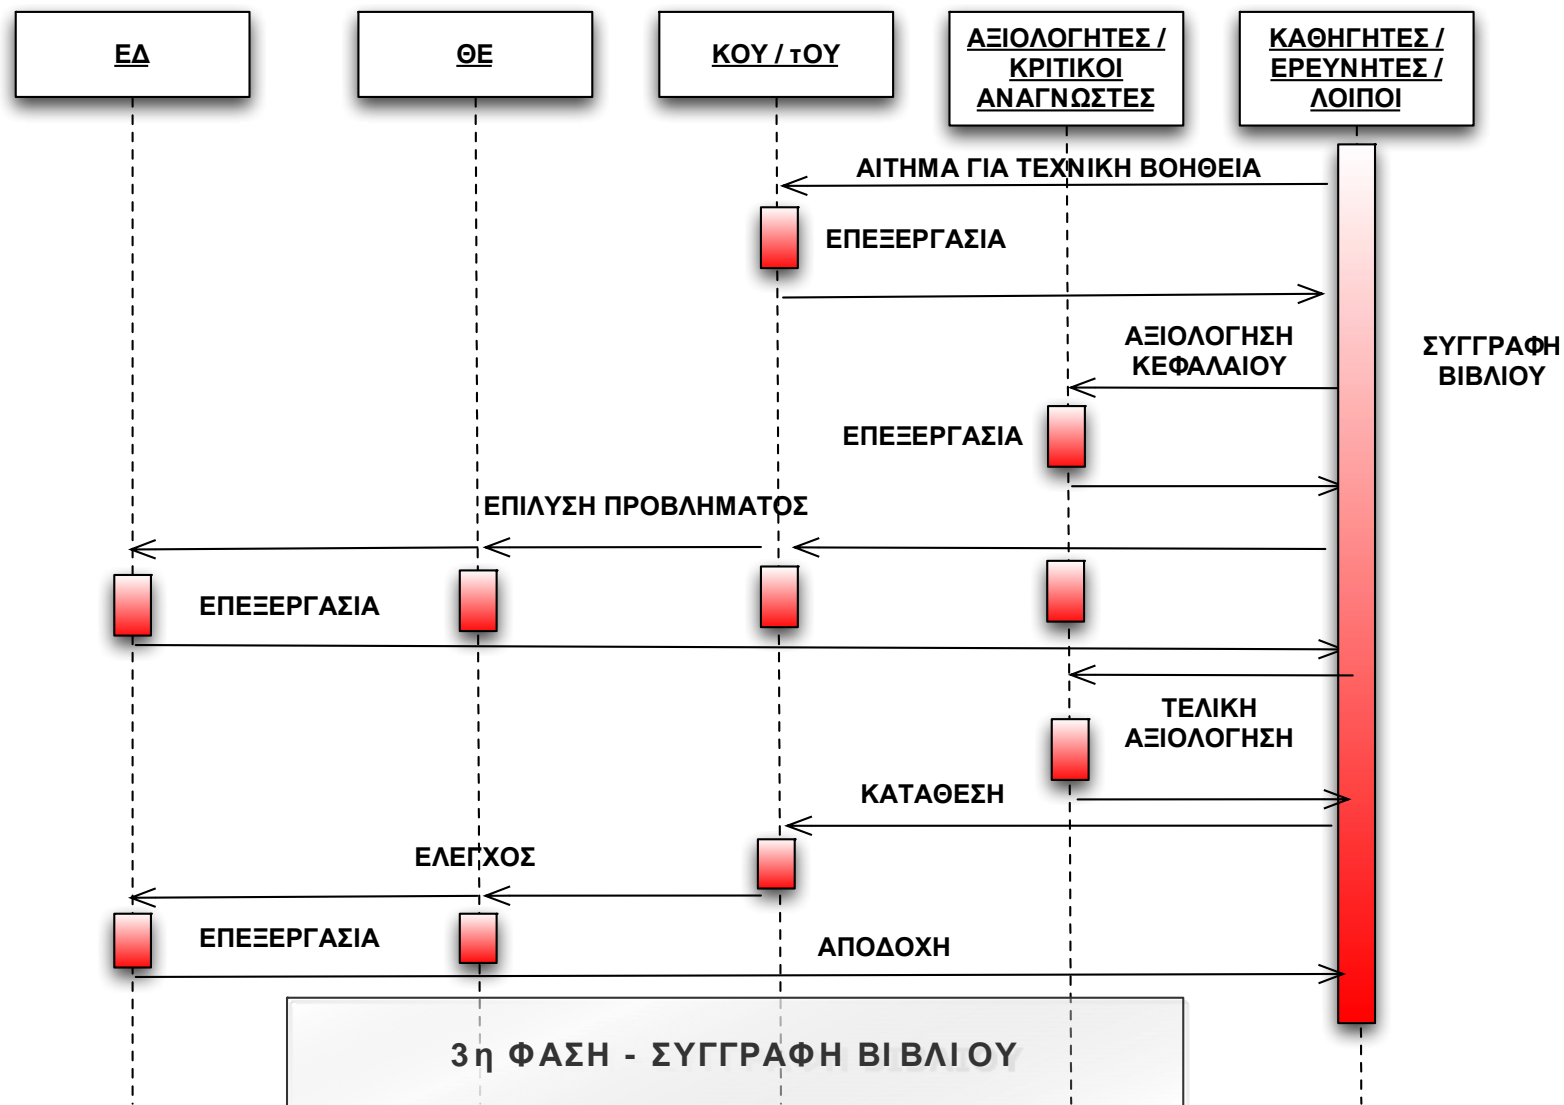 ΕΔ
ΘΕ
ΚΟΥ / τΟΥ
ΑΞΙΟΛΟΓΗΤΕΣ /
ΚΡΙΤΙΚΟΙ
ΑΝΑΓΝΩΣΤΕΣ
ΚΑΘΗΓΗΤΕΣ /
ΕΡΕΥΝΗΤΕΣ /
ΛΟΙΠΟΙ
ΑΙΤΗΜΑ ΓΙΑ ΤΕΧΝΙΚΗ ΒΟΗΘΕΙΑ
ΕΠΕΞΕΡΓΑΣΙΑ
ΑΞΙΟΛΟΓΗΣΗ
ΚΕΦΑΛΑΙΟΥ
ΣΥΓΓΡΑΦΗ
ΒΙΒΛΙΟΥ
ΕΠΕΞΕΡΓΑΣΙΑ
ΕΠΙΛΥΣΗ ΠΡΟΒΛΗΜΑΤΟΣ
ΕΠΕΞΕΡΓΑΣΙΑ
ΤΕΛΙΚΗ
ΑΞΙΟΛΟΓΗΣΗ
ΚΑΤΑΘΕΣΗ
ΕΛΕΓΧΟΣ
ΕΠΕΞΕΡΓΑΣΙΑ
ΑΠΟΔΟΧΗ
3η ΦΑΣΗ - ΣΥΓΓΡΑΦΗ ΒΙΒΛΙΟΥ